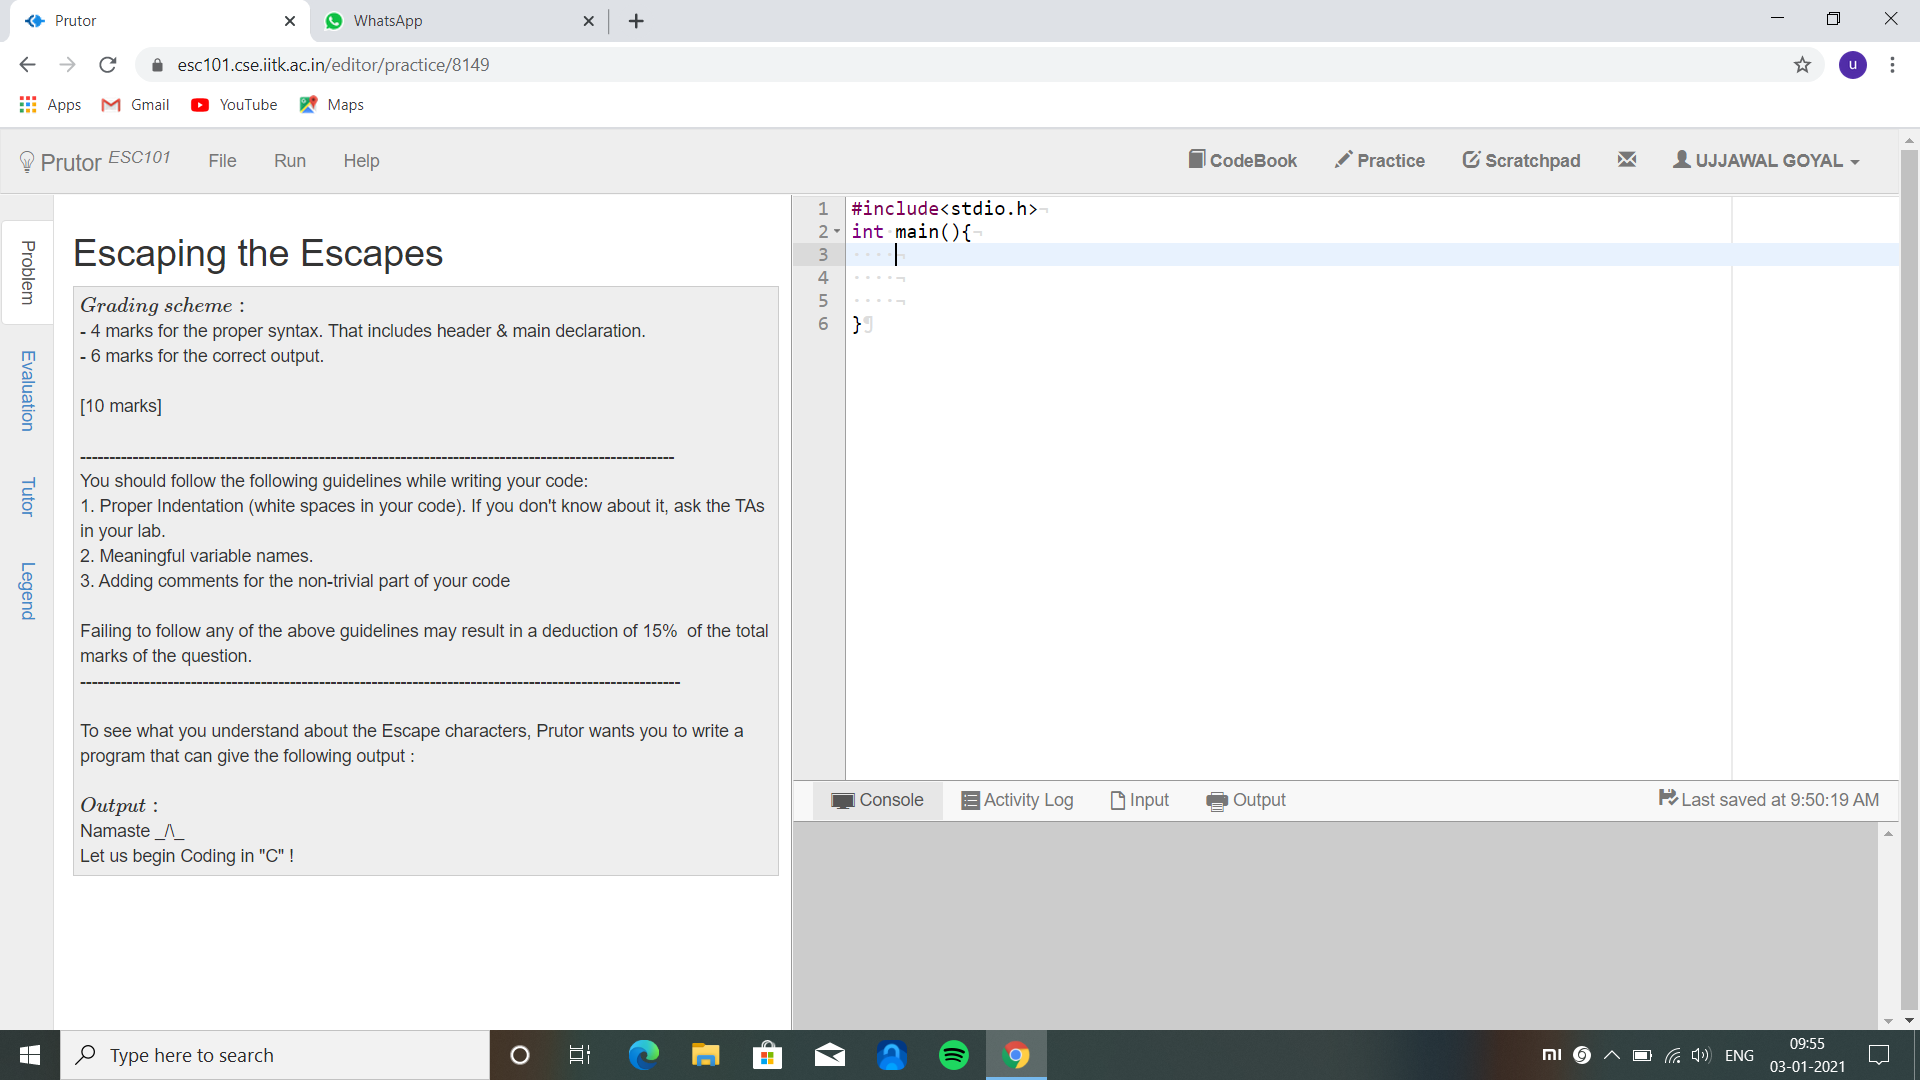 Prutor
WhatsApp
esc101.cse.iitk.ac.in/editor/practice/8149
u
Apps
Gmail
YouTube
Maps
Prutor ESC101
File
Run
Help
CodeBook
Practice
Scratchpad
UJJAWAL GOYAL
Problem
Evaluation
Tutor
Legend
Escaping the Escapes
Grading scheme :
- 4 marks for the proper syntax. That includes header & main declaration.
- 6 marks for the correct output.
[10 marks]
---------------------------------------------------------------------------------------------------
You should follow the following guidelines while writing your code:
1. Proper Indentation (white spaces in your code). If you don't know about it, ask the TAs
in your lab.
2. Meaningful variable names.
3. Adding comments for the non-trivial part of your code
Failing to follow any of the above guidelines may result in a deduction of 15%  of the total
marks of the question.
----------------------------------------------------------------------------------------------------
To see what you understand about the Escape characters, Prutor wants you to write a
program that can give the following output :
Output :
Namaste _/\_
Let us begin Coding in "C" !
1 #include<stdio.h>
2 int main(){
3
4
5
6 }
Console
Activity Log
Input
Output
Last saved at 9:50:19 AM
Type here to search
mi
ENG
09:55
03-01-2021